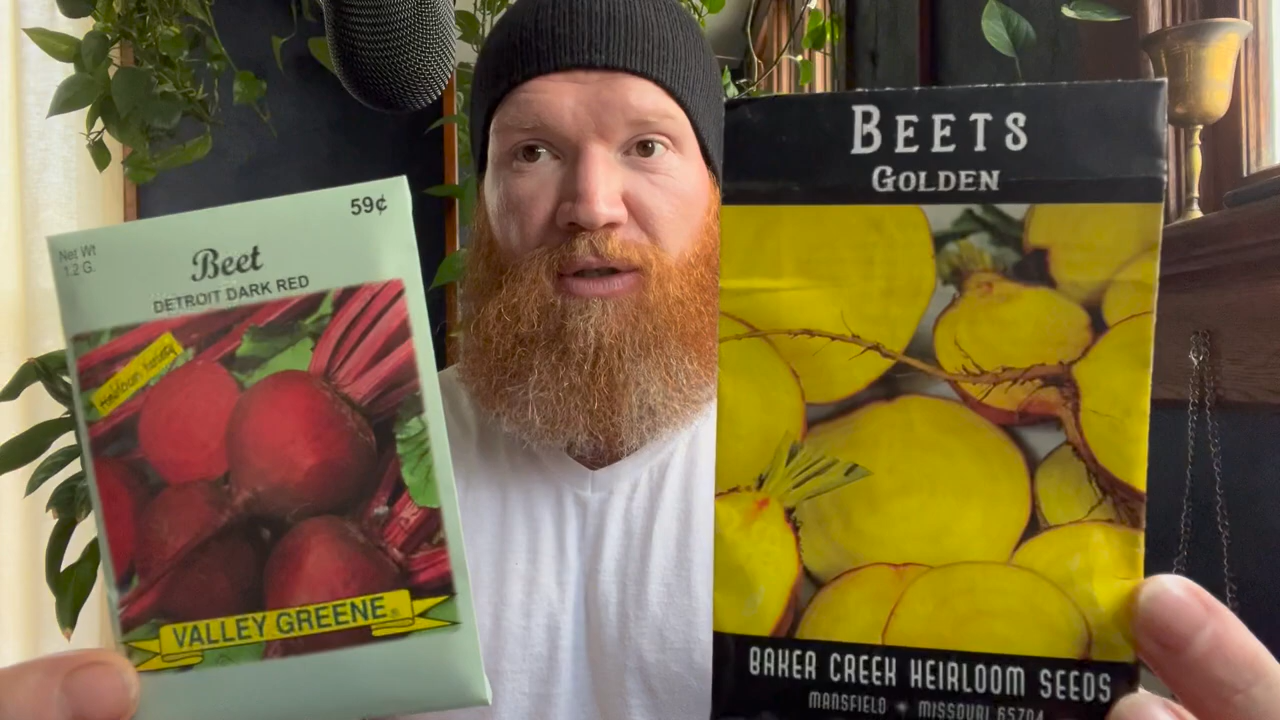 Net Wt
1.2 G.
59¢
Beet
DETROIT DARK RED
Heirloom Variety
VALLEY GREENE
BEETS
GOLDEN
BAKER CREEK HEIRLOOM SEEDS
MANSFIELD MISSOURI 65704